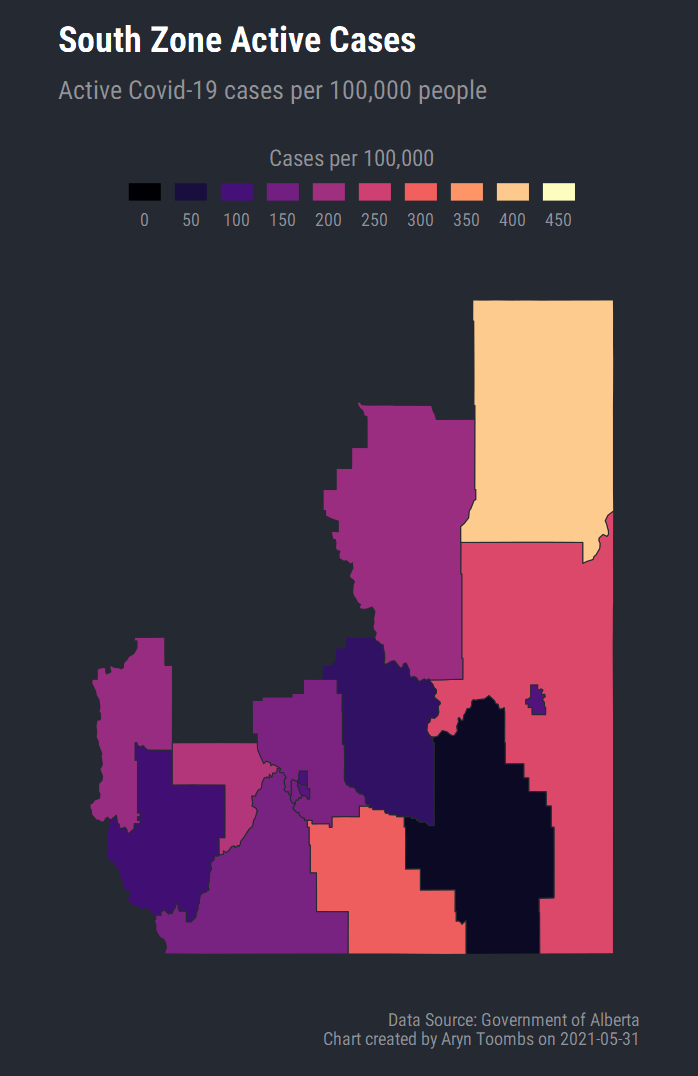 South Zone Active Cases
Active Covid-19 cases per 100,000 people
Cases per 100,000
0 50 100 150 200 250 300 350 400 450
Data Source: Government of Alberta
Chart created by Aryn Toombs on 2021-05-31